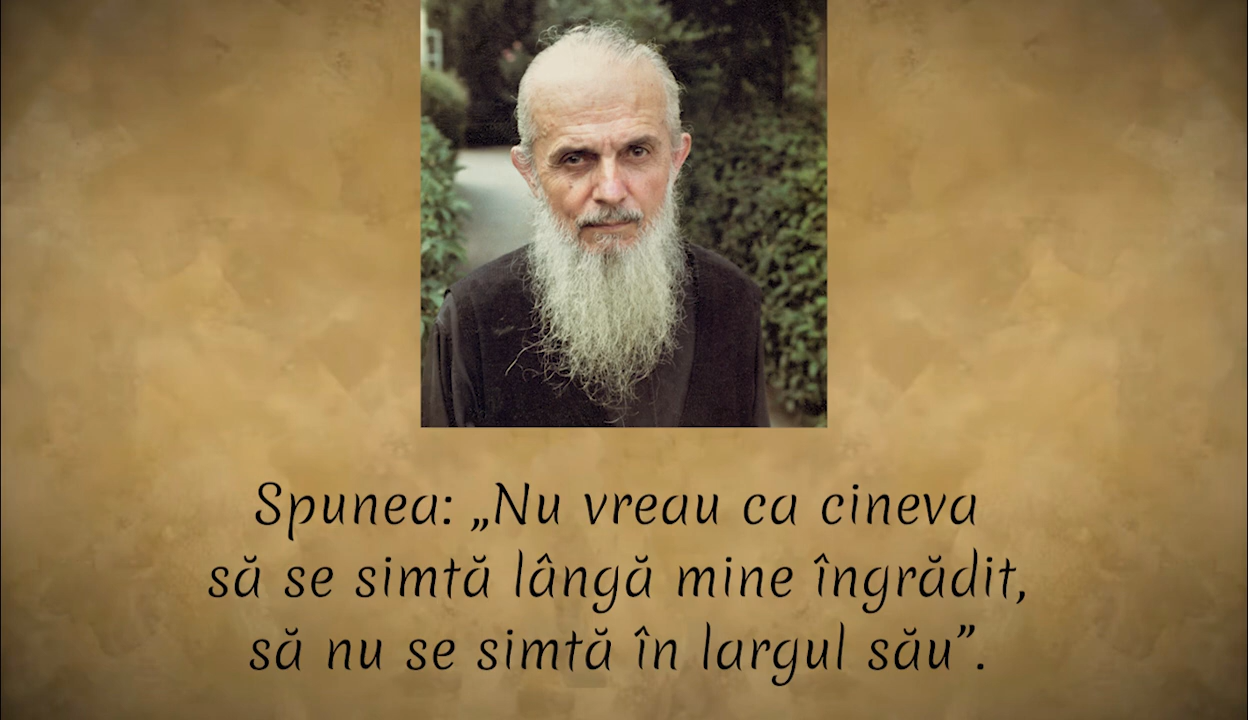 Spunea: „Nu vreau ca cineva
să se simtă lângă mine îngrădit,
să nu se simtă în largul său”.